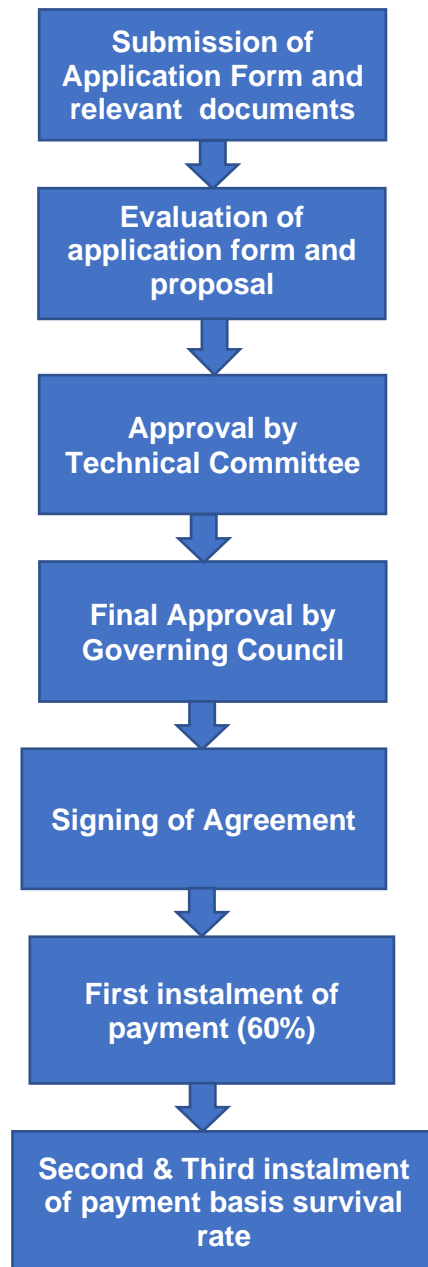 Submission of
Application Form and
relevant documents
Evaluation of
application form and
proposal
Approval by
Technical Committee
Final Approval by
Governing Council
Signing of Agreement
First instalment of
payment (60%)
Second & Third instalment
of payment basis survival
rate